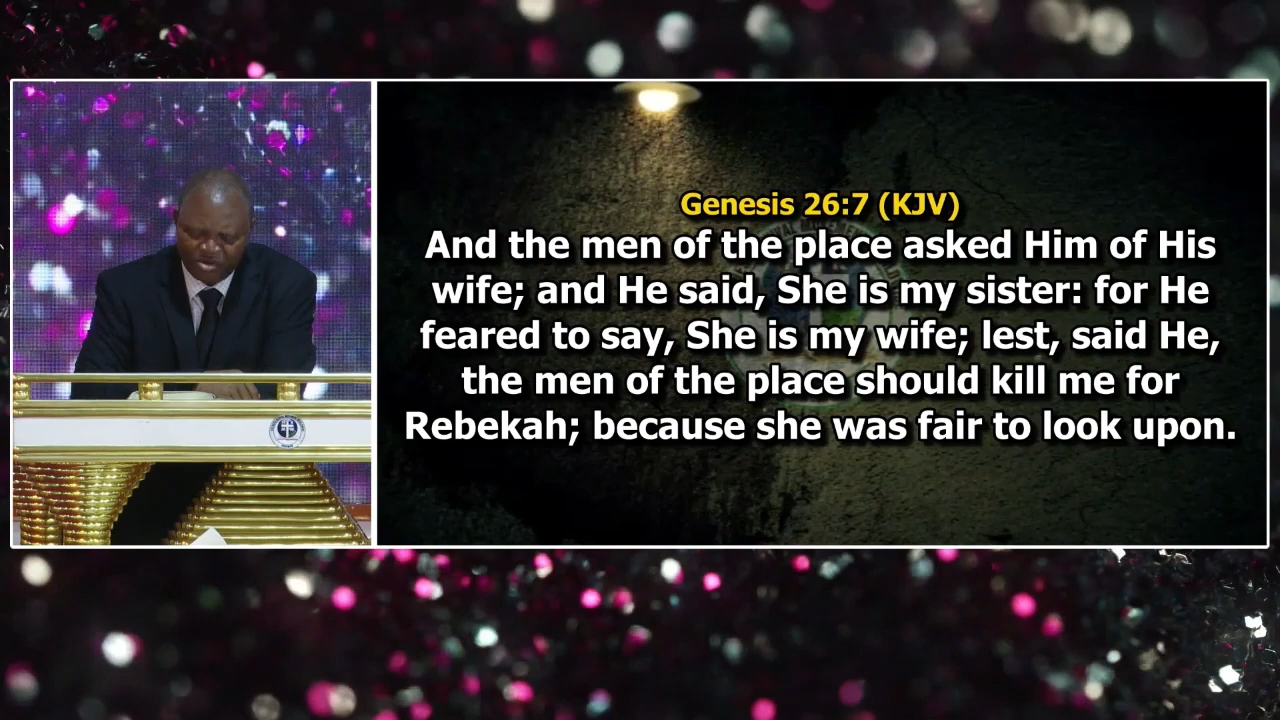 Genesis 26:7 (KJV)
And the men of the place asked Him of His
wife; and He said, She is my sister: for He
feared to say, She is my wife; lest, said He,
the men of the place should kill me for
Rebekah; because she was fair to look upon.